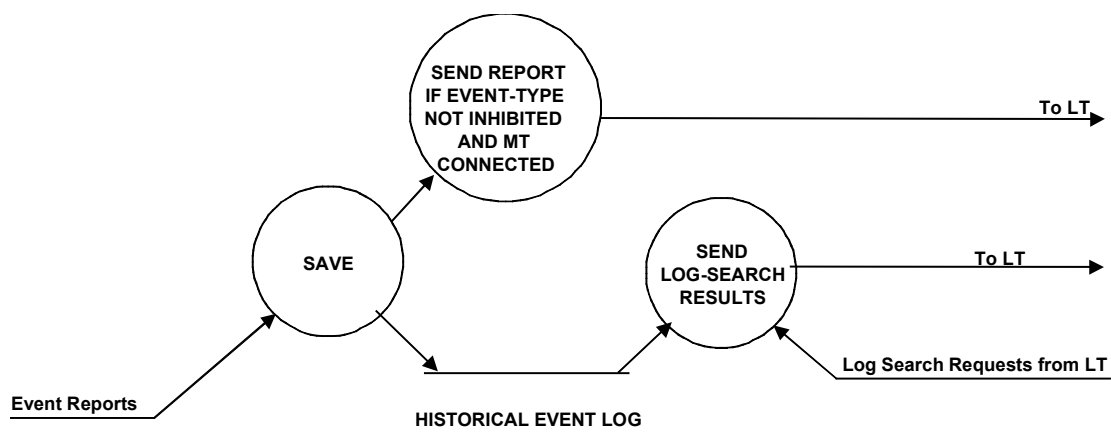 SEND REPORT
IF EVENT-TYPE
NOT INHIBITED
AND MT
CONNECTED
To LT
SAVE
SEND
LOG-SEARCH
RESULTS
To LT
Log Search Requests from LT
Event Reports
HISTORICAL EVENT LOG